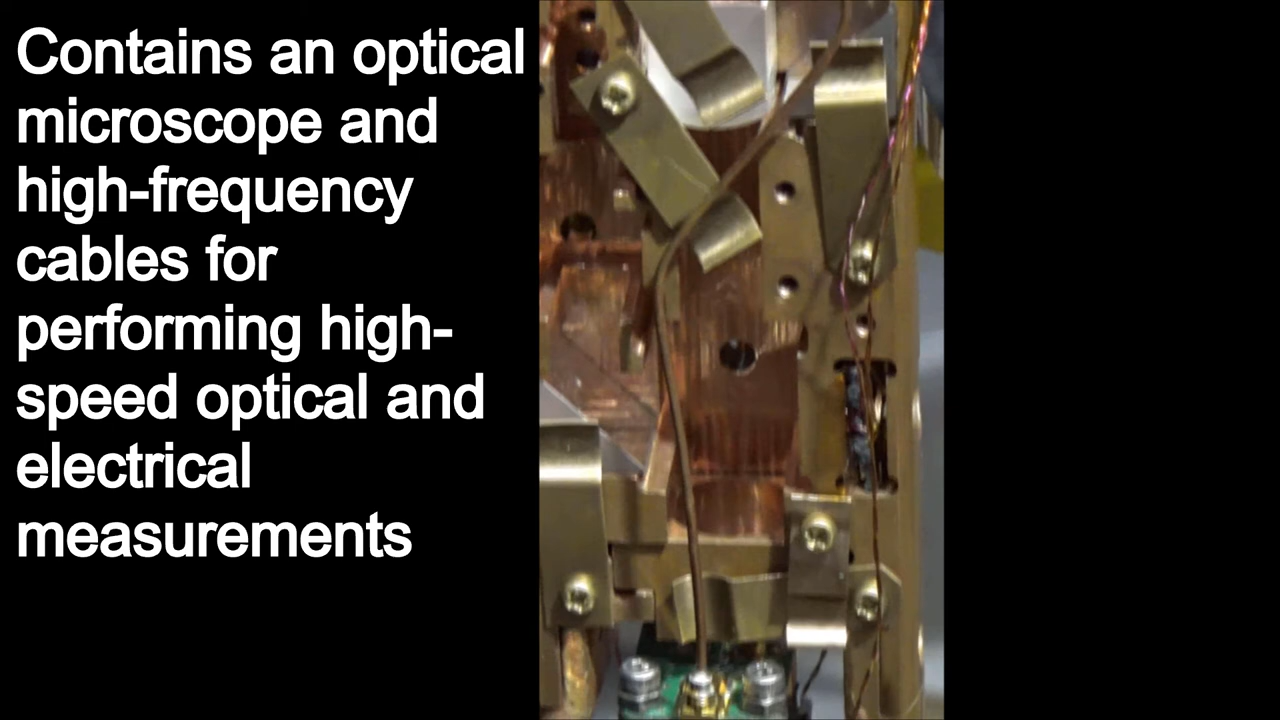 Contains an optical
microscope and
high-frequency
cables for
performing high-
speed optical and
electrical
measurements